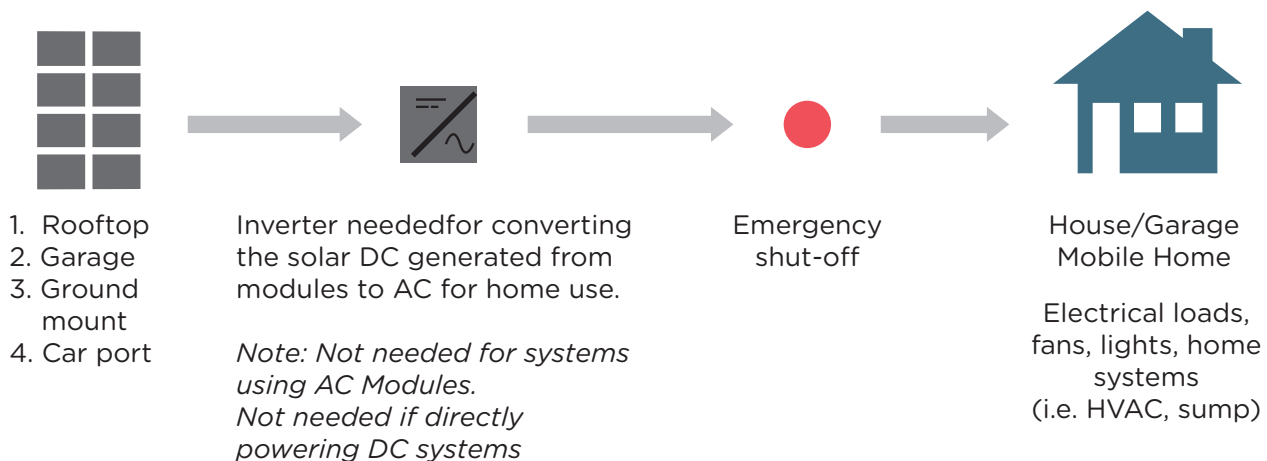 1. Rooftop
2. Garage
3. Ground
mount
4. Car port
Inverter neededfor converting
the solar DC generated from
modules to AC for home use.
Note: Not needed for systems
using AC Modules.
Not needed if directly
powering DC systems
Emergency
shut-off
House/Garage
Mobile Home
Electrical loads,
fans, lights, home
systems
(i.e. HVAC, sump)